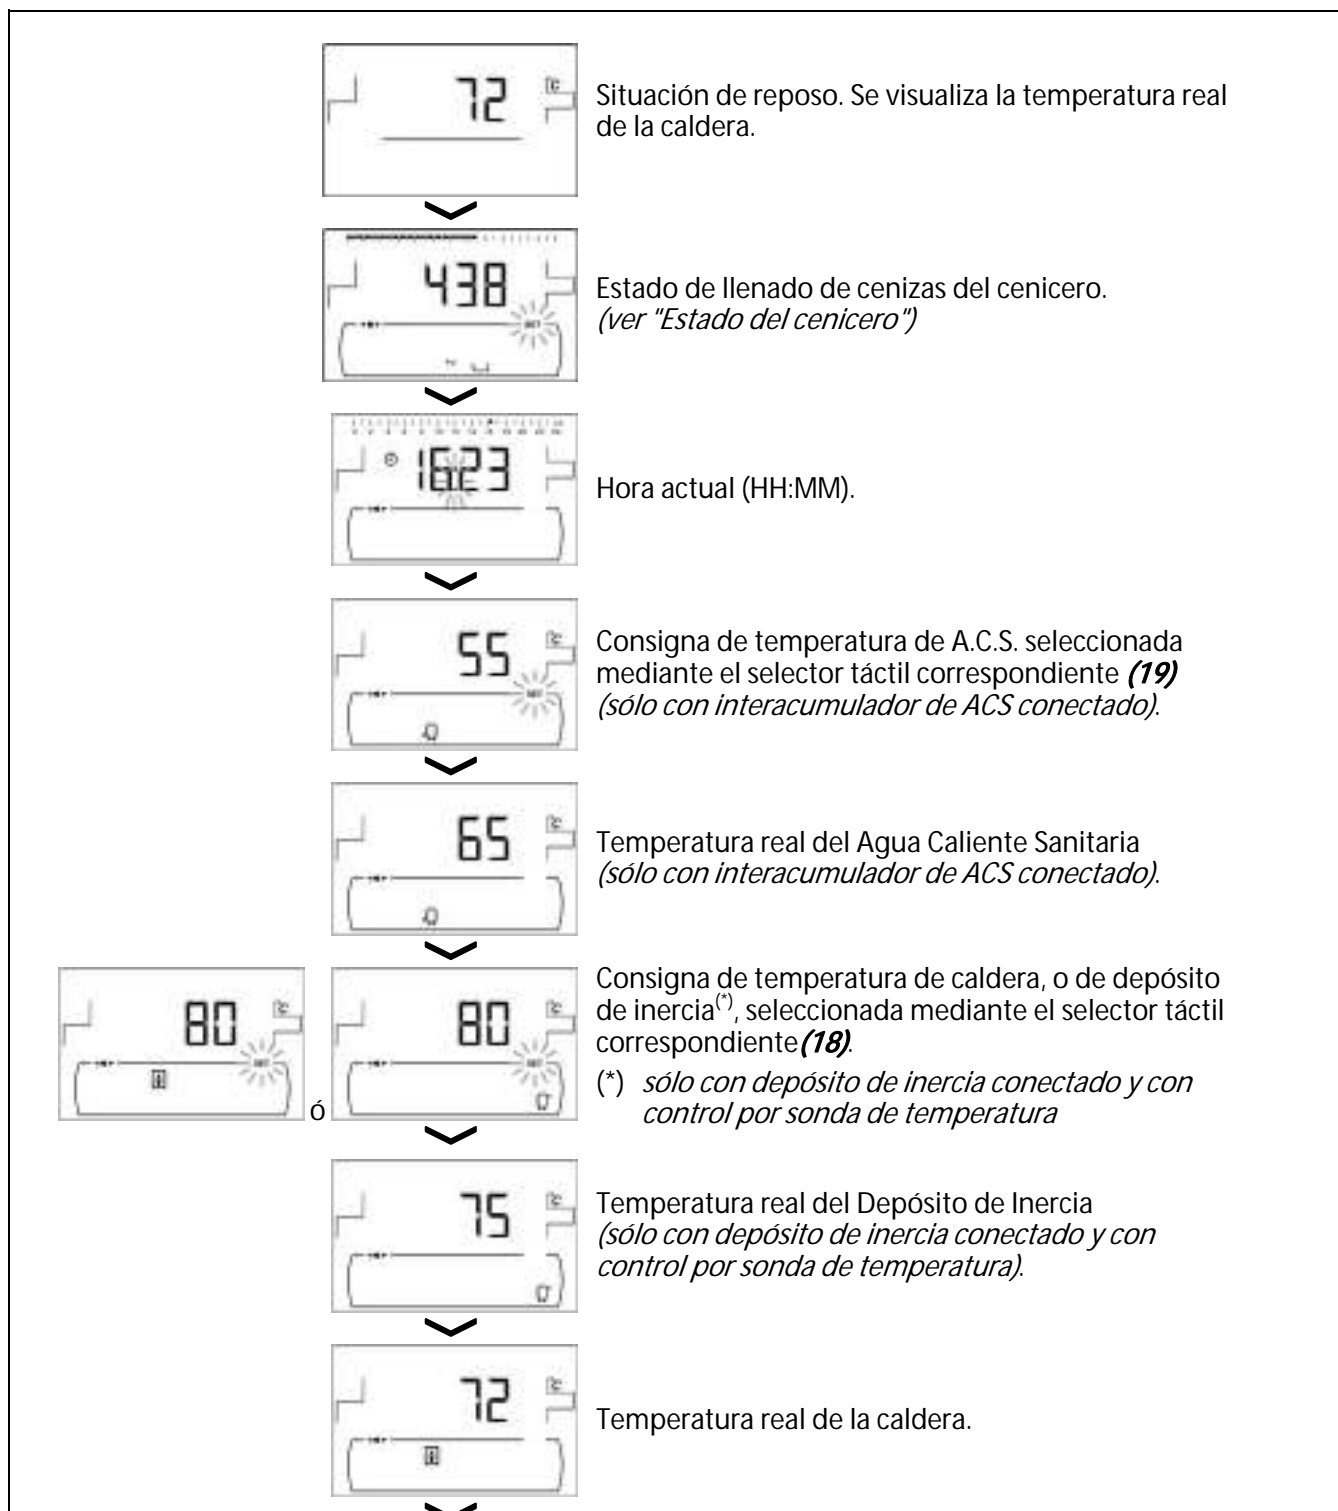 72
Situación de reposo. Se visualiza la temperatura real
de la caldera.
438
SET
Estado de llenado de cenizas del cenicero.
(ver "Estado del cenicero")
16:23
Hora actual (HH:MM).
55
SET
Consigna de temperatura de A.C.S. seleccionada
mediante el selector táctil correspondiente (19)
(sólo con interacumulador de ACS conectado).
65
Temperatura real del Agua Caliente Sanitaria
(sólo con interacumulador de ACS conectado).
80
SET
ó
80
SET
Consigna de temperatura de caldera, o de depósito
de inercia(*), seleccionada mediante el selector táctil
correspondiente(18).
(*) sólo con depósito de inercia conectado y con
control por sonda de temperatura
75
Temperatura real del Depósito de Inercia
(sólo con depósito de inercia conectado y con
control por sonda de temperatura).
72
Temperatura real de la caldera.